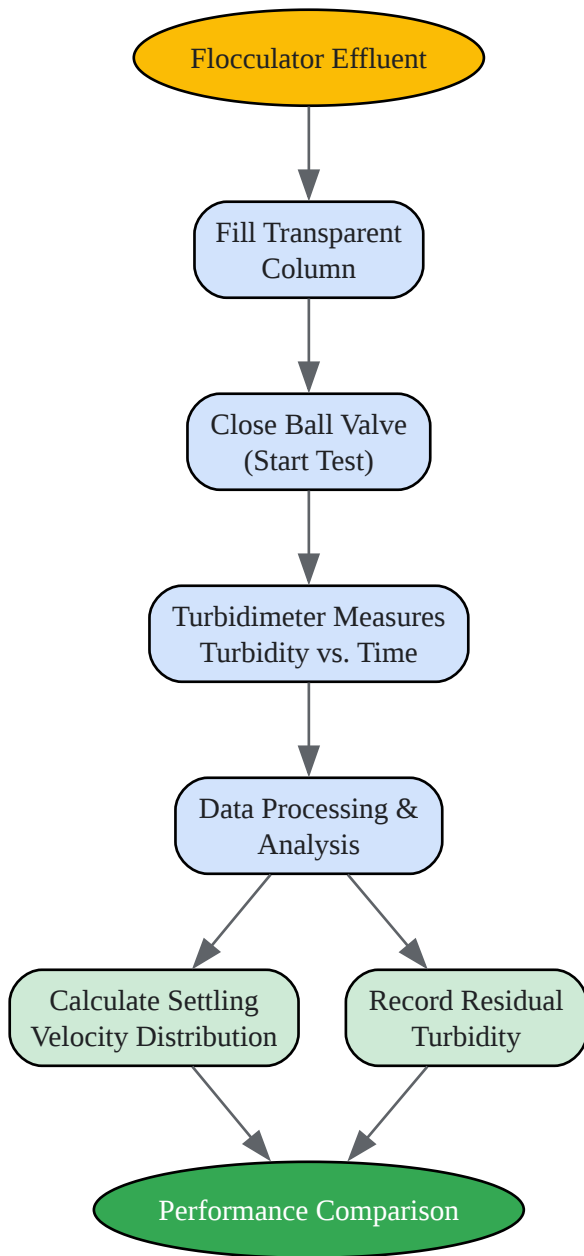 Flocculator Effluent
Fill Transparent
Column
Close Ball Valve
(Start Test)
Turbidimeter Measures
Turbidity vs. Time
Data Processing &
Analysis
Calculate Settling
Velocity Distribution
Record Residual
Turbidity
Performance Comparison